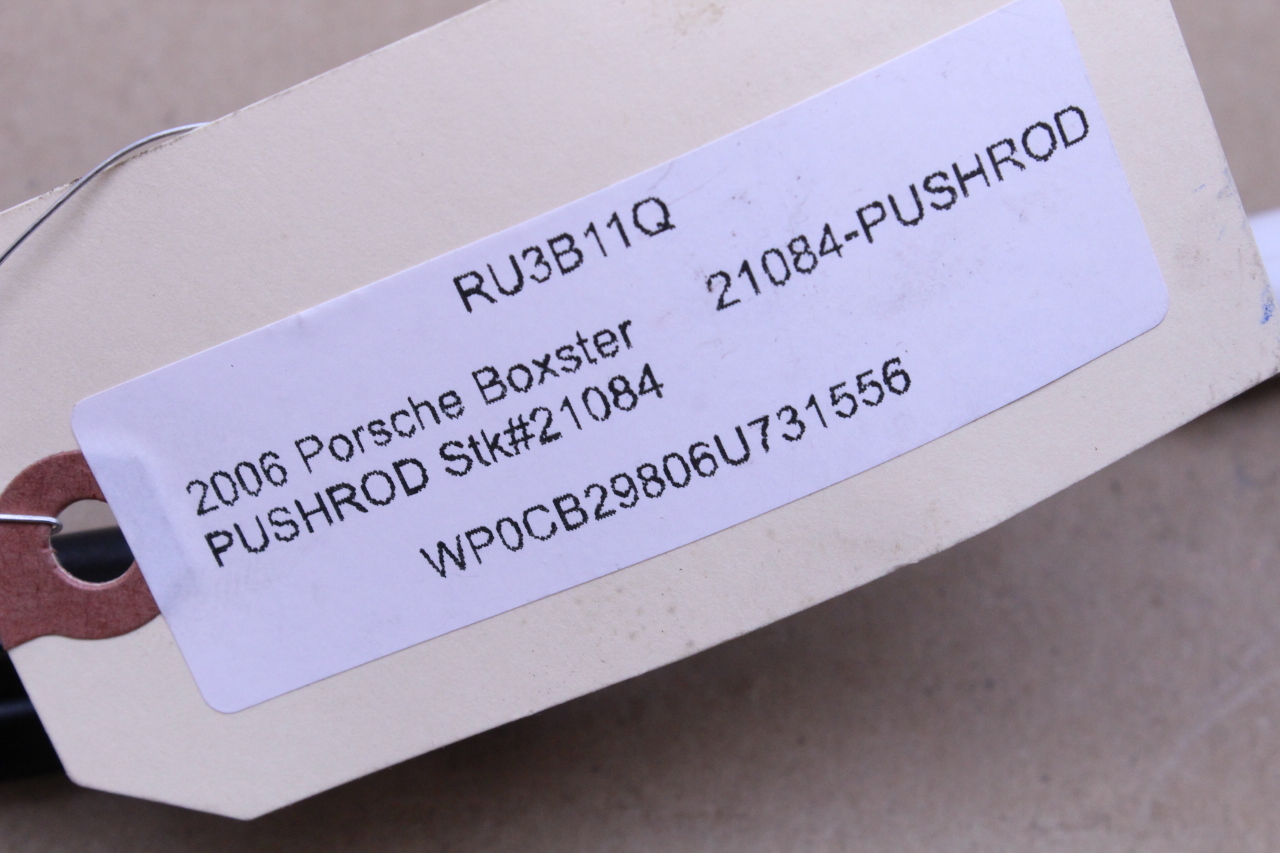 RU3B11Q
21084-PUSHROD
2006 Porsche Boxster
PUSHROD Stk#21084
WP0CB29806U731556